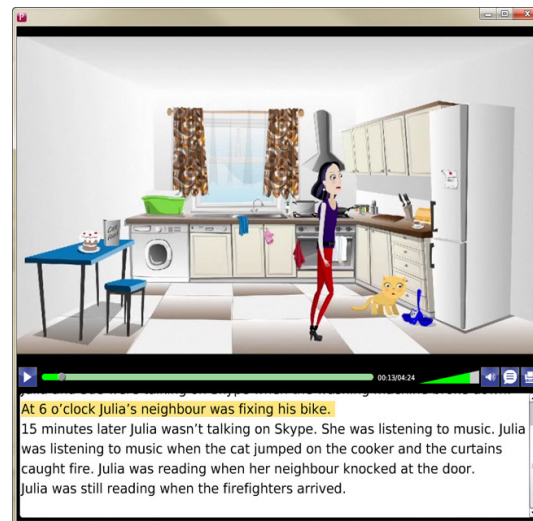 00:13/04:24
At 6 o'clock Julia's neighbour was fixing his bike.
15 minutes later Julia wasn't talking on Skype. She was listening to music. Julia
was listening to music when the cat jumped on the cooker and the curtains
caught fire. Julia was reading when her neighbour knocked at the door.
Julia was still reading when the firefighters arrived.